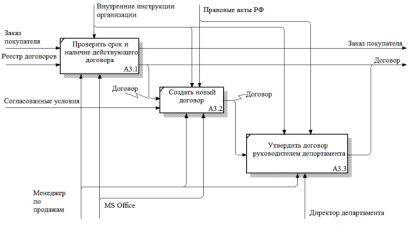 Внутренние инструкции
организации
Правовые акты РФ
Заказ
покупателя
Реестр договоров
Проверить срок и
наличие действующего
договора
A3.1
Заказ покупателя
Договор
Договор
Согласованные условия
Создать новый
договор
A3.2
Договор
Утвердить договор
руководителем департамента
A3.3
Менеджер
по
продажам
MS Office
Директор департамента